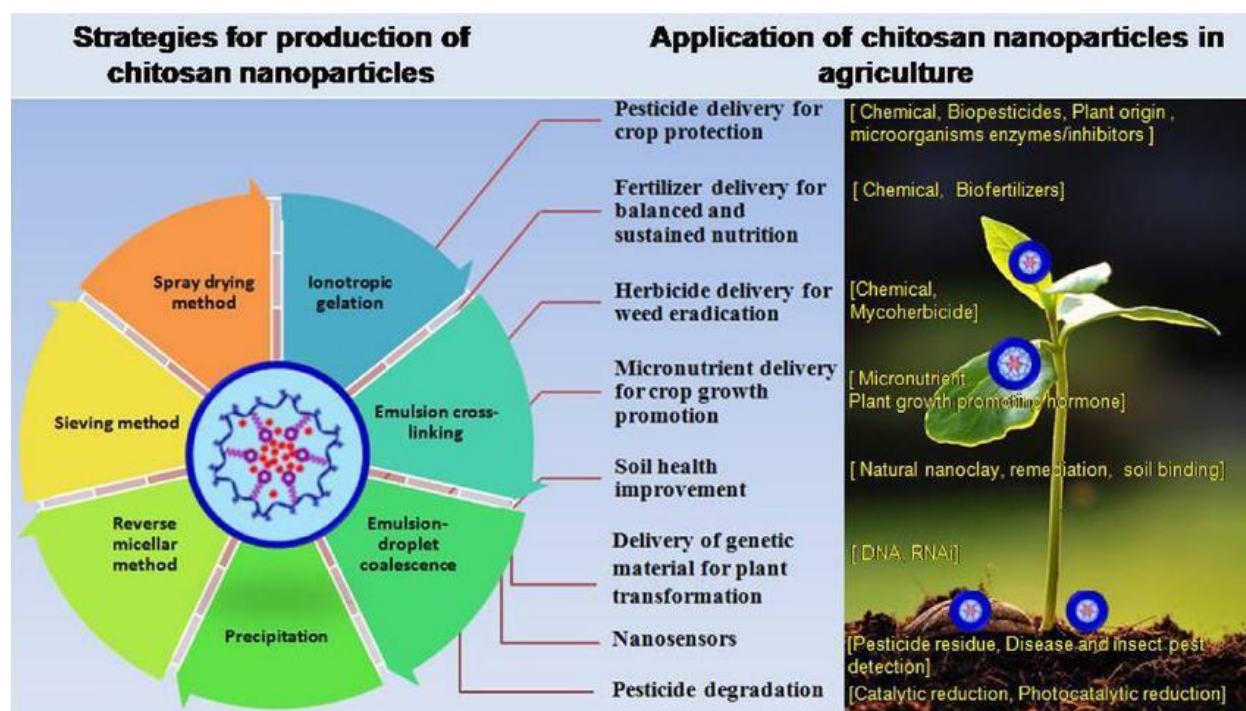 Strategies for production of
chitosan nanoparticles
Application of chitosan nanoparticles in
agriculture
Spray drying
method
Ionotropic
gelation
Sieving method
Emulsion cross-
linking
Reverse
micellar
method
Emulsion-
droplet
coalescence
Precipitation
Pesticide delivery for
crop protection
[ Chemical, Biopesticides, Plant origin ,
microorganisms enzymes/inhibitors ]
Fertilizer delivery for
balanced and
sustained nutrition
[ Chemical, Biofertilizers]
Herbicide delivery for
weed eradication
[Chemical,
Mycoherbicide]
Micronutrient delivery
for crop growth
promotion
[ Micronutrient,
Plant growth promoting hormone]
Soil health
improvement
[ Natural nanoclay, remediation, soil binding]
Delivery of genetic
material for plant
transformation
[ DNA, RNAi]
Nanosensors
[Pesticide residue, Disease and insect pest
detection]
Pesticide degradation
[Catalytic reduction, Photocatalytic reduction]